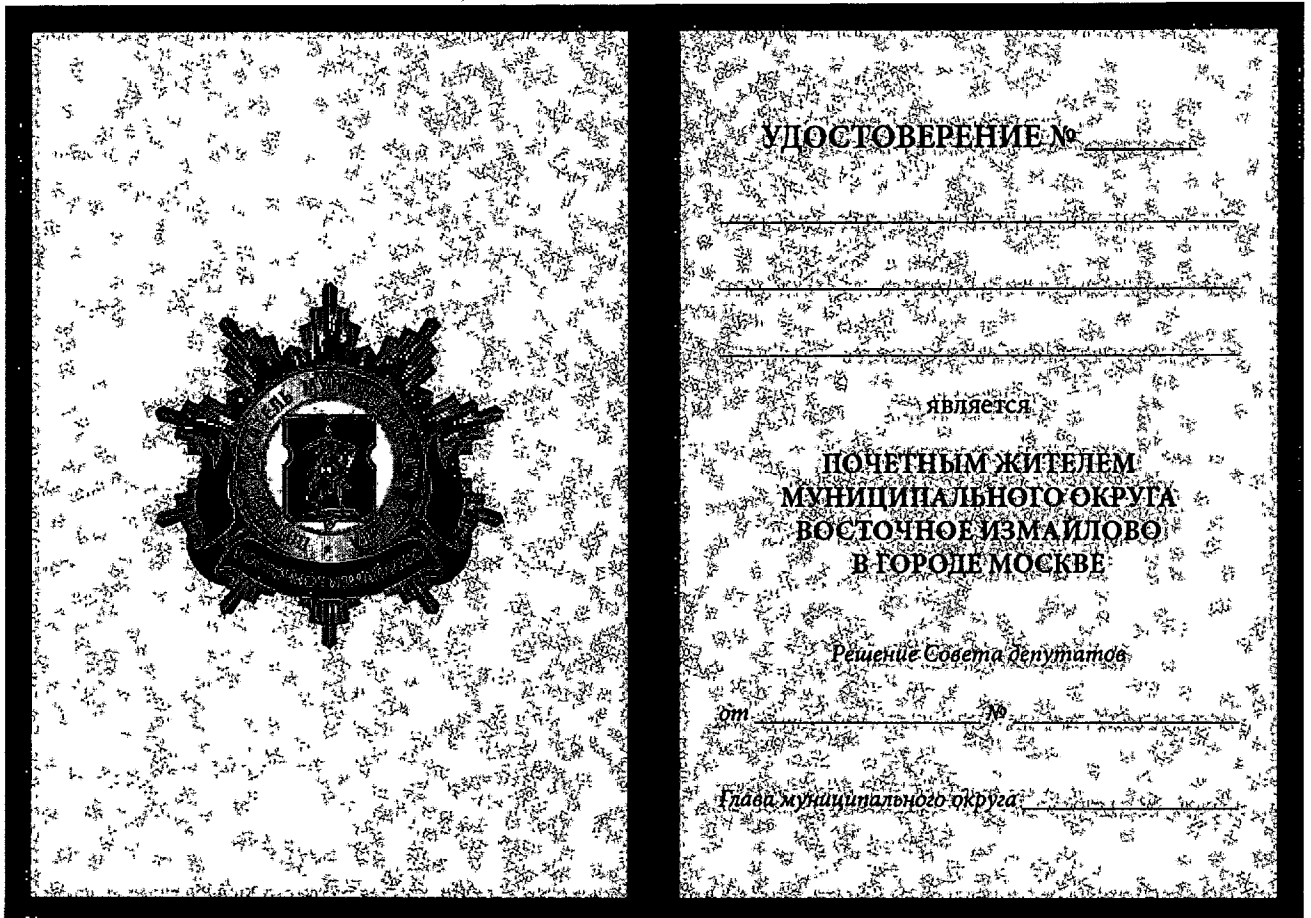 УДОСТОВЕРЕНИЕ №
является
ПОЧЕТНЫМ ЖИТЕЛЕМ
МУНИЦИПАЛЬНОГО ОКРУГА
ВОСТОЧНОЕ ИЗМАЙЛОВО
В ГОРОДЕ МОСКВЕ
Решение Совета депутатов
от №
Глава муниципального округа